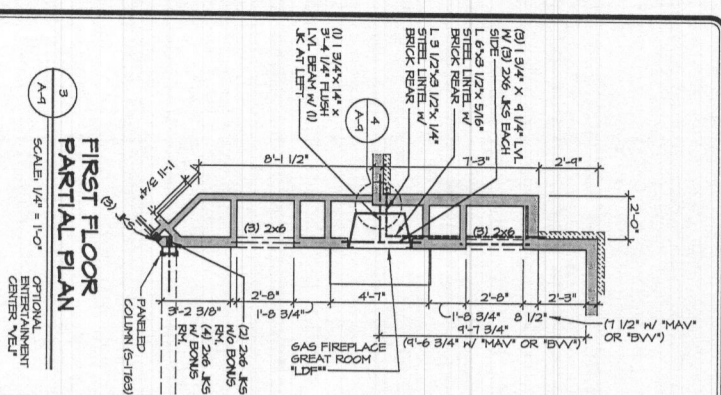 (3) 1 3/4" X 9 1/4" LVL
W/ (3) 2X6 JKS EACH
SIDE
L 6"x3 1/2"x 5/16"
STEEL LINTEL W/
BRICK REAR
L 3 1/2"x3 1/2"x 1/4"
STEEL LINTEL W/
BRICK REAR
(1) 1 3/4"x 14" x
3'-4 1/4" FLUSH
LVL BEAM W/ (1)
JK AT LEFT
4
A-9
8'-1 1/2"
7'-3"
2'-9"
2'-0"
1'-11 3/4"
(3) JKS
(3) 2x6
(3) 2x6
3'-2 3/8"
2'-8"
1'-8 3/4"
4'-7"
1'-8 3/4"
2'-8"
8 1/2"
2'-3"
9'-7 3/4"
(7 1/2" W/ "MAV"
OR "BVV")
(9'-6 3/4" W/ "MAV" OR "BVV")
GAS FIREPLACE
GREAT ROOM
"LDF"
(2) 2x6 JKS
W/o BONUS
RM.
(4) 2x6 JKS
W/ BONUS
RM.
PANELED
COLUMN (S-1763)
3
A-9
FIRST FLOOR
PARTIAL PLAN
SCALE: 1/4" = 1'-0"
OPTIONAL
ENTERTAINMENT